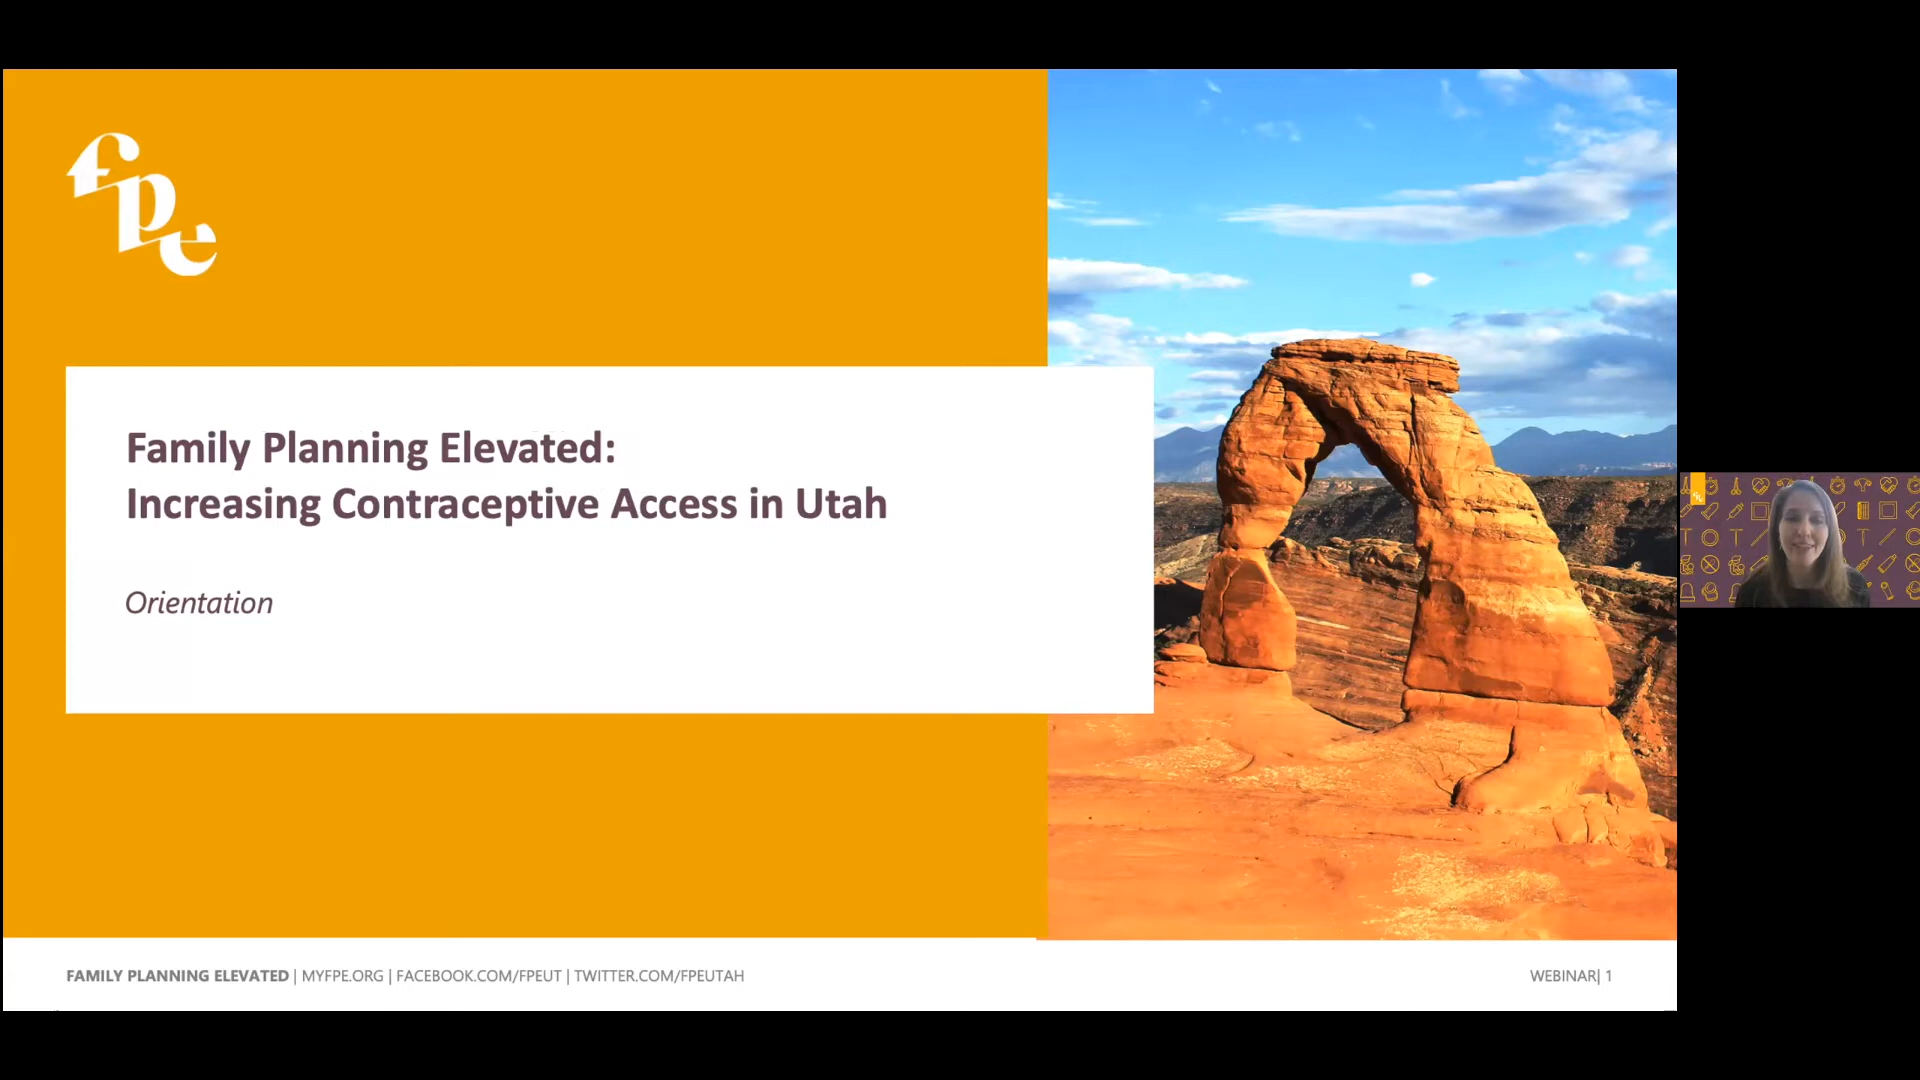 fpe
Family Planning Elevated:
Increasing Contraceptive Access in Utah
Orientation
FAMILY PLANNING ELEVATED | MYFPE.ORG | FACEBOOK.COM/FPEUT | TWITTER.COM/FPEUTAH
WEBINAR| 1